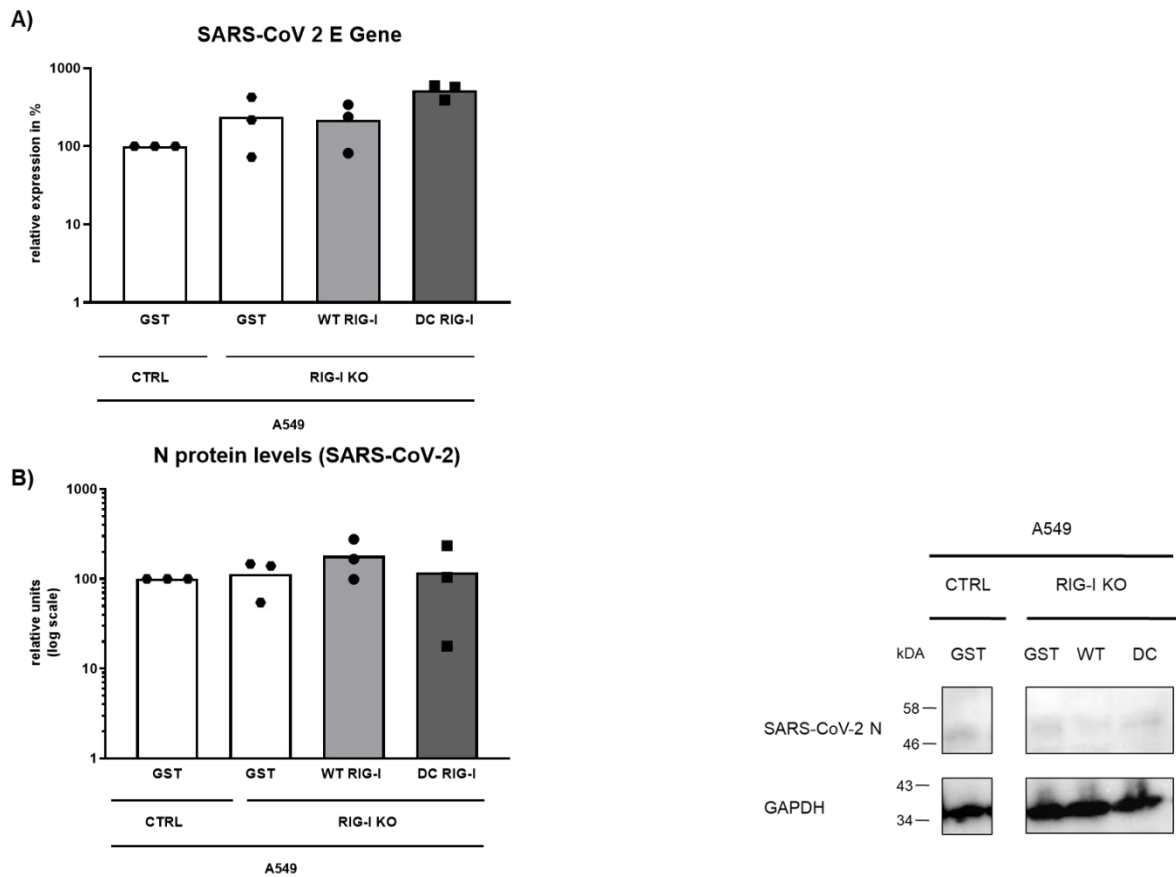 A)
SARS-CoV 2 E Gene
relative expression in %
1000
100
10
1
GST GST WT RIG-I DC RIG-I
CTRL RIG-I KO
A549
B)
N protein levels (SARS-CoV-2)
relative units
(log scale)
1000
100
10
1
GST GST WT RIG-I DC RIG-I
CTRL RIG-I KO
A549
A549
CTRL RIG-I KO
kDA GST GST WT DC
58
SARS-CoV-2 N
46
43
GAPDH
34